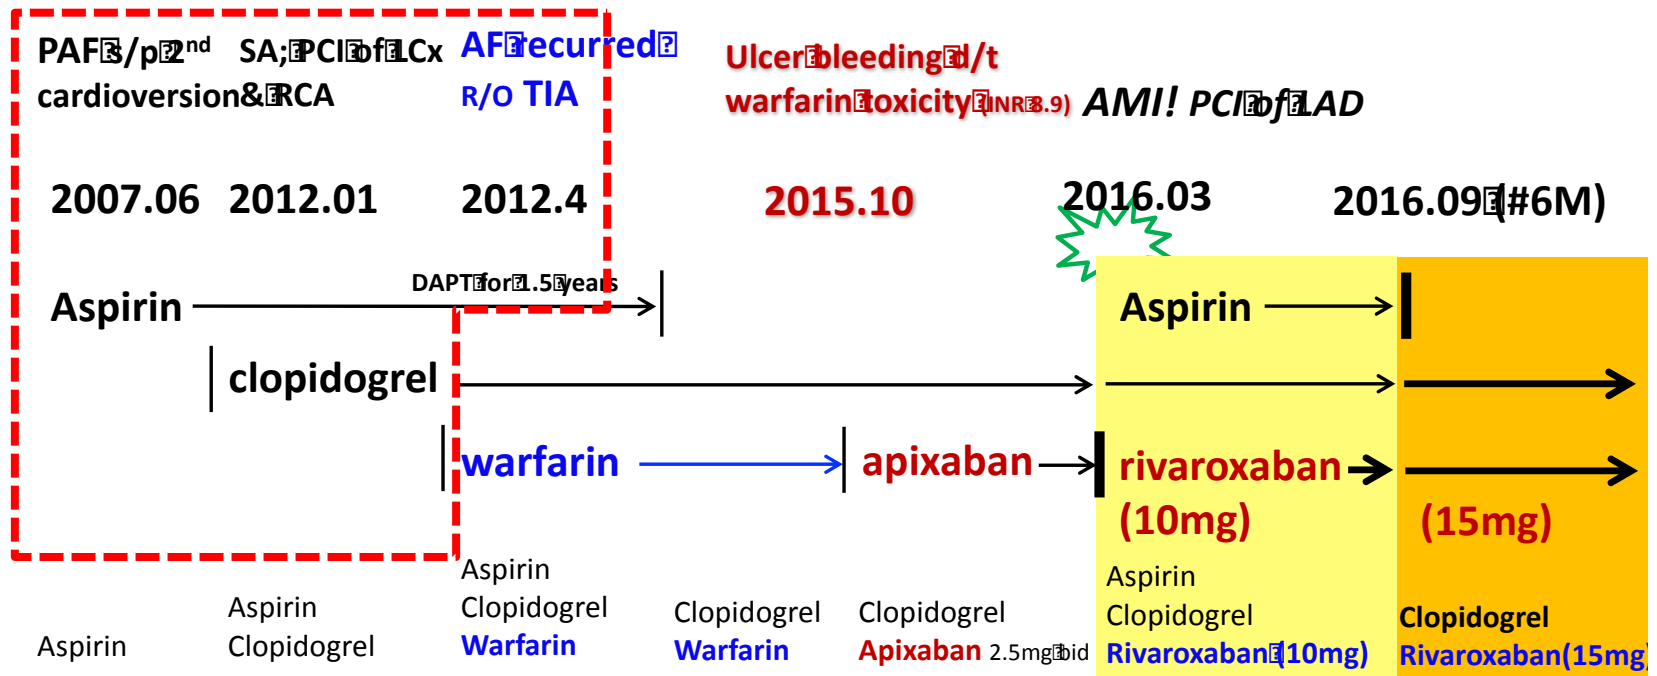 PAF s/p 2nd
cardioversion
SA; PCI of LCx
& RCA
AF recurred
R/O TIA
Ulcer bleeding d/t
warfarin toxicity (INR 8.9)
AMI! PCI of LAD
2007.06
2012.01
2012.4
2015.10
2016.03
2016.09 (#6M)
DAPT for 1.5 years
Aspirin
Aspirin
clopidogrel
warfarin
apixaban
rivaroxaban
(10mg)
(15mg)
Aspirin
Aspirin
Clopidogrel
Aspirin
Clopidogrel
Warfarin
Clopidogrel
Warfarin
Clopidogrel
Apixaban 2.5mg bid
Aspirin
Clopidogrel
Rivaroxaban (10mg)
Clopidogrel
Rivaroxaban(15mg)